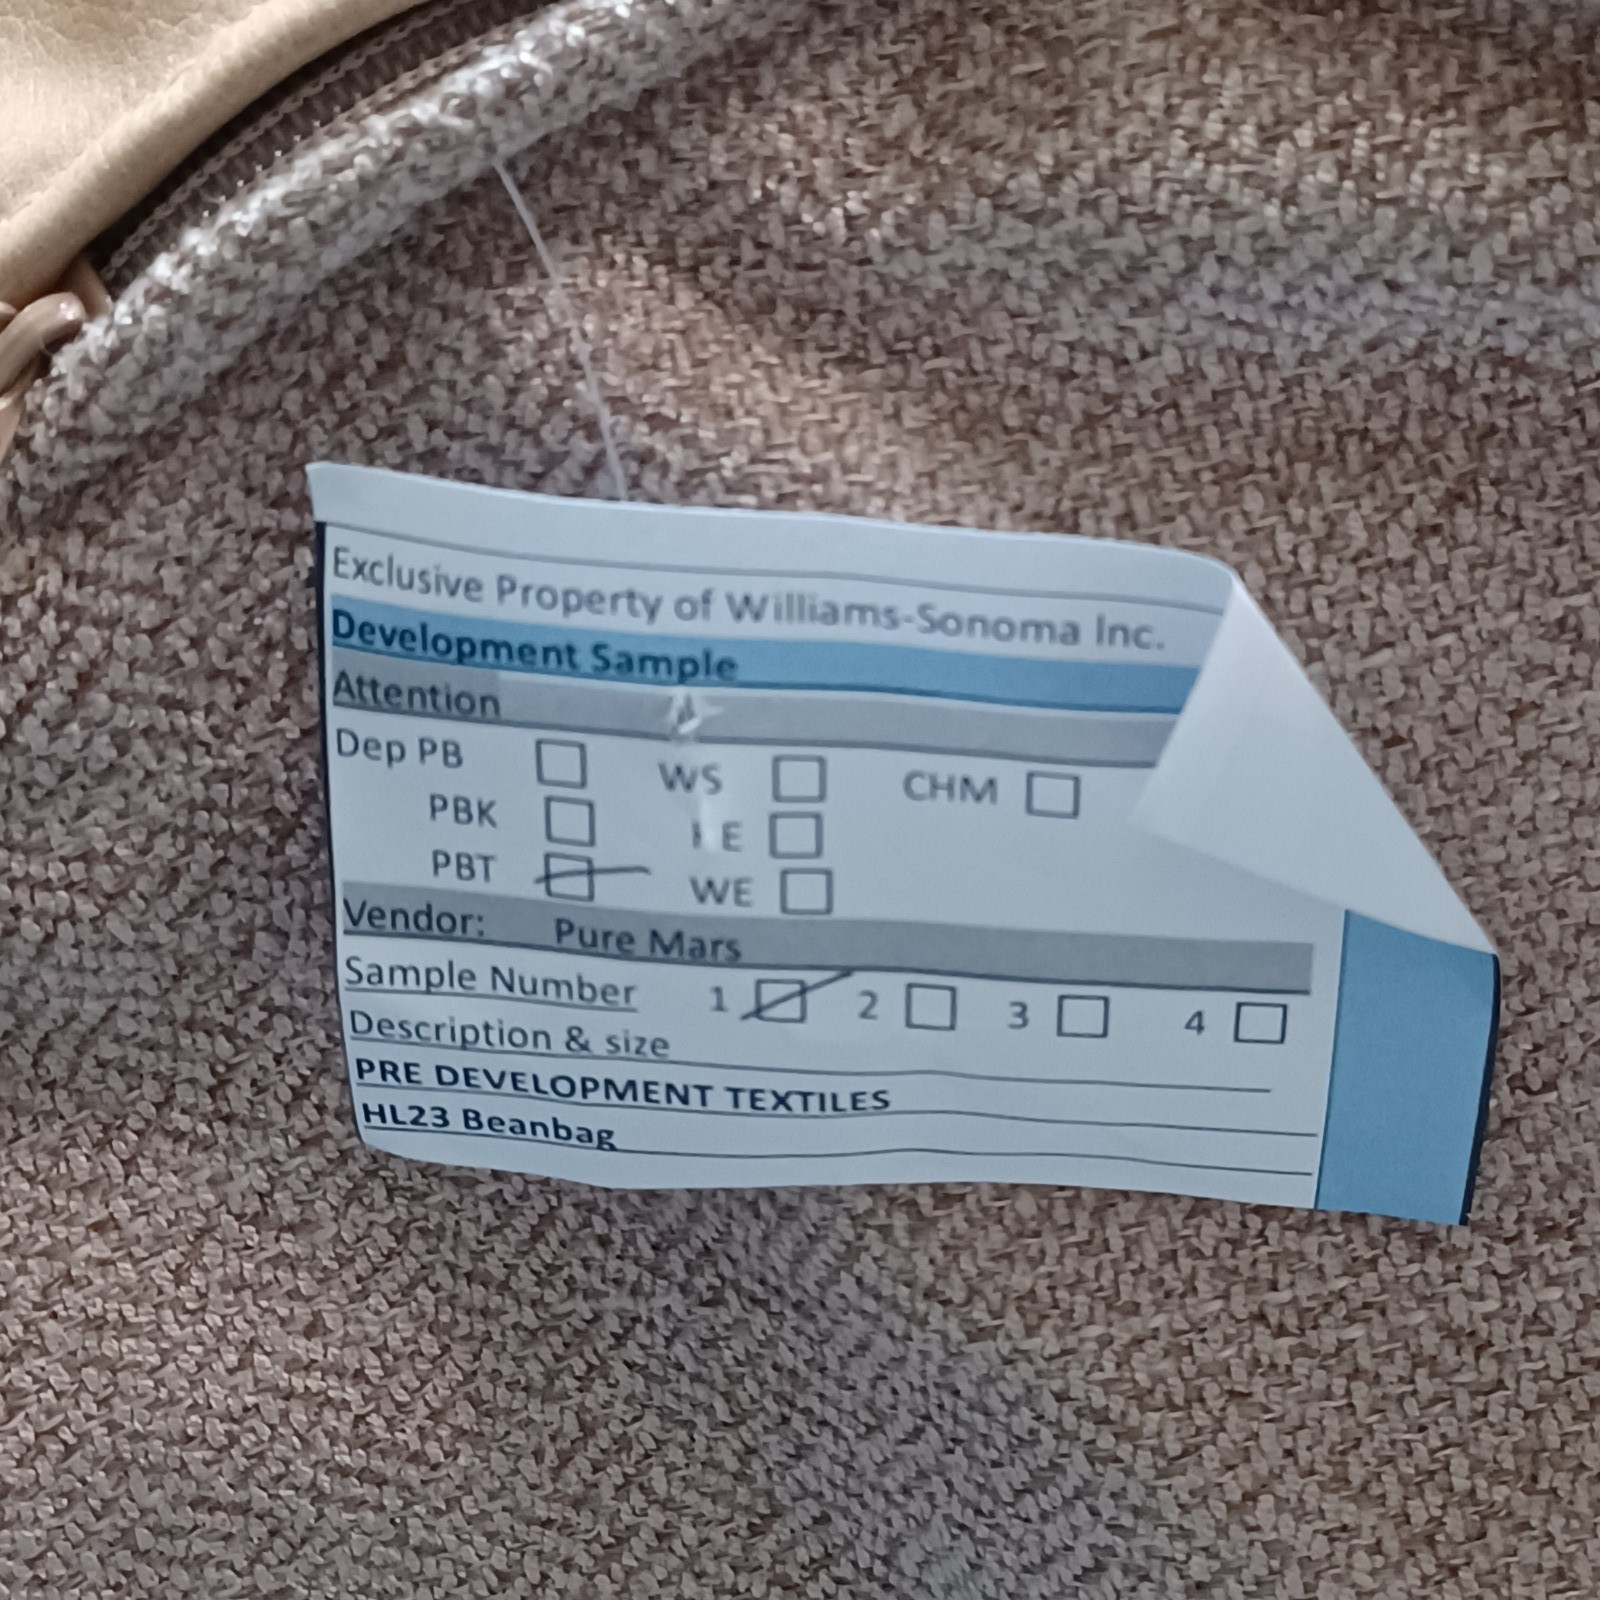 Exclusive Property of Williams-Sonoma Inc.
Development Sample
Attention
Dep PB WS CHM
PBK E
PBT WE
Vendor: Pure Mars
Sample Number 1 2 3 4
Description & size
PRE DEVELOPMENT TEXTILES
HL23 Beanbag